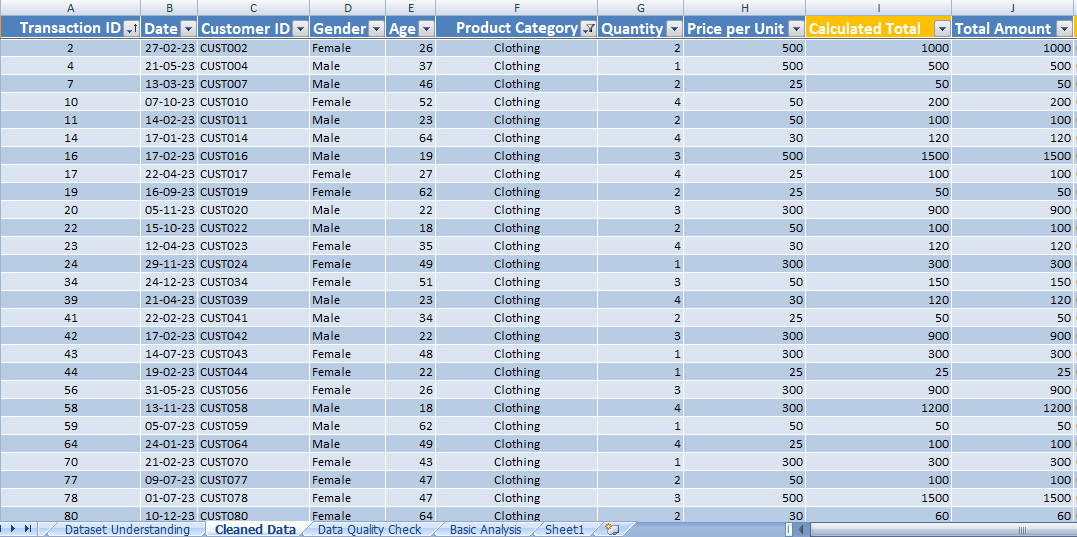 A B C D E F G H I J
Transaction ID Date Customer ID Gender Age Product Category Quantity Price per Unit Calculated Total Total Amount
2 27-02-23 CUST002 Female 26 Clothing 2 500 1000 1000
4 21-05-23 CUST004 Male 37 Clothing 1 500 500 500
7 13-03-23 CUST007 Male 46 Clothing 2 25 50 50
10 07-10-23 CUST010 Female 52 Clothing 4 50 200 200
11 14-02-23 CUST011 Male 23 Clothing 2 50 100 100
14 17-01-23 CUST014 Male 64 Clothing 4 30 120 120
16 17-02-23 CUST016 Male 19 Clothing 3 500 1500 1500
17 22-04-23 CUST017 Female 27 Clothing 4 25 100 100
19 16-09-23 CUST019 Female 62 Clothing 2 25 50 50
20 05-11-23 CUST020 Male 22 Clothing 3 300 900 900
22 15-10-23 CUST022 Male 18 Clothing 2 50 100 100
23 12-04-23 CUST023 Female 35 Clothing 4 30 120 120
24 29-11-23 CUST024 Female 49 Clothing 1 300 300 300
34 24-12-23 CUST034 Female 51 Clothing 3 50 150 150
39 21-04-23 CUST039 Male 23 Clothing 4 30 120 120
41 22-02-23 CUST041 Male 34 Clothing 2 25 50 50
42 17-02-23 CUST042 Male 22 Clothing 3 300 900 900
43 14-07-23 CUST043 Female 48 Clothing 1 300 300 300
44 19-02-23 CUST044 Female 22 Clothing 1 25 25 25
56 31-05-23 CUST056 Female 26 Clothing 3 300 900 900
58 13-11-23 CUST058 Male 18 Clothing 4 300 1200 1200
59 05-07-23 CUST059 Male 62 Clothing 1 50 50 50
64 24-01-23 CUST064 Male 49 Clothing 4 25 100 100
70 21-02-23 CUST070 Female 43 Clothing 1 300 300 300
77 09-07-23 CUST077 Female 47 Clothing 2 50 100 100
78 01-07-23 CUST078 Female 47 Clothing 3 500 1500 1500
80 10-12-23 CUST080 Female 64 Clothing 2 30 60 60
Dataset Understanding Cleaned Data Data Quality Check Basic Analysis Sheet1